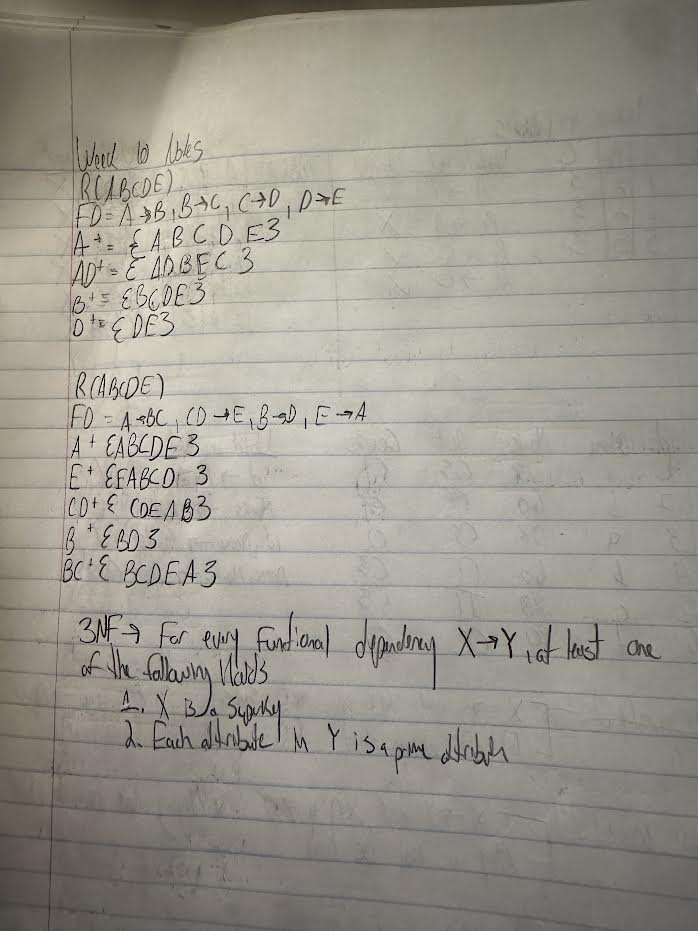 Week 10 Notes
R(ABCDE)
FD = A→B, B→C, C→D, D→E
A⁺ = {A B C D E}
AD⁺ = {A D B E C}
B⁺ = {BCDE}
D⁺ = {DE}
R(ABCDE)
FD = A→BC, CD→E, B→D, E→A
A⁺ {ABCDE}
E⁺ {EABCD}
CD⁺ {CDEAB}
B⁺ {BD}
BC⁺ {BCDEA}
3NF → For every functional dependency X→Y, at least one
of the following Holds
1. X is a Superkey
2. Each attribute in Y is a prime attribute